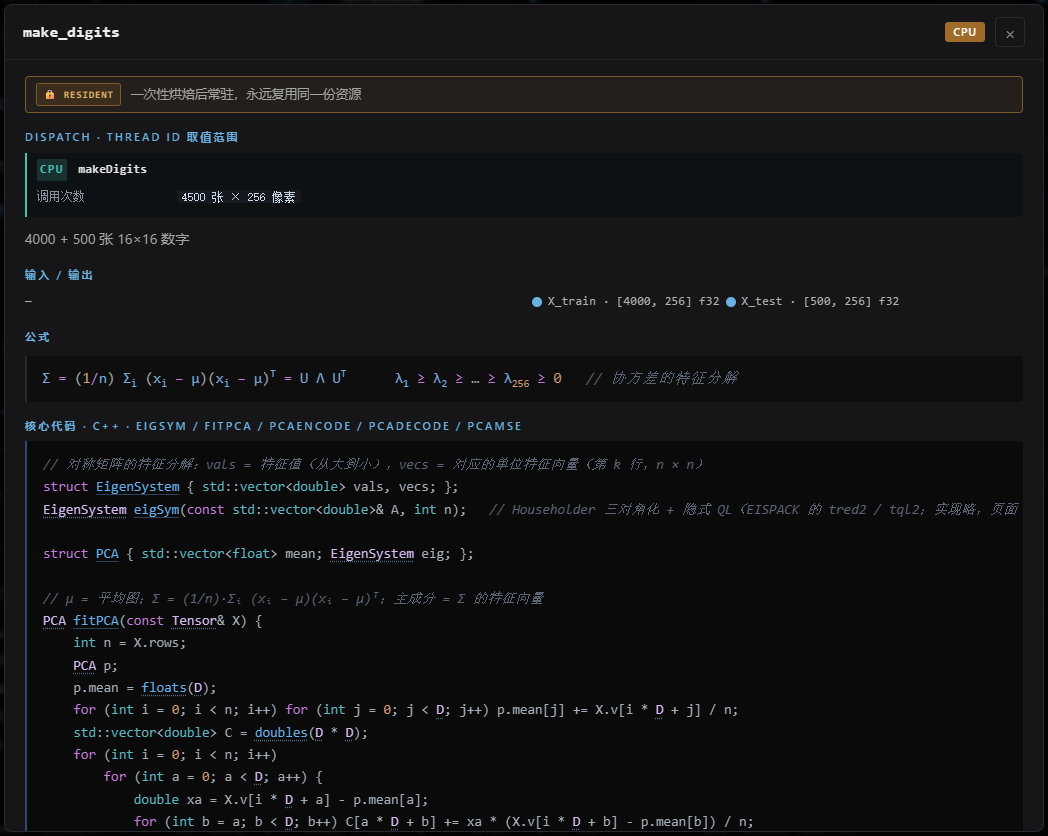 make_digits
CPU
×
RESIDENT 一次性烘焙后常驻，永远复用同一份资源
DISPATCH · THREAD ID 取值范围
CPU makeDigits
调用次数 4500 张 × 256 像素
4000 + 500 张 16×16 数字
输入 / 输出
— X_train · [4000, 256] f32 X_test · [500, 256] f32
公式
Σ = (1/n) Σᵢ (xᵢ − μ)(xᵢ − μ)ᵀ = U Λ Uᵀ λ₁ ≥ λ₂ ≥ … ≥ λ₂₅₆ ≥ 0 // 协方差的特征分解
核心代码 · C++ · EIGSYM / FITPCA / PCAENCODE / PCADECODE / PCAMSE
// 对称矩阵的特征分解；vals = 特征值（从大到小），vecs = 对应的单位特征向量（第 k 行，n × n）
struct EigenSystem { std::vector<double> vals, vecs; };
EigenSystem eigSym(const std::vector<double>& A, int n); // Householder 三对角化 + 隐式 QL（EISPACK 的 tred2 / tql2；实现略，页面
struct PCA { std::vector<float> mean; EigenSystem eig; };
// μ = 平均图；Σ = (1/n)·Σᵢ (xᵢ − μ)(xᵢ − μ)ᵀ；主成分 = Σ 的特征向量
PCA fitPCA(const Tensor& X) {
int n = X.rows;
PCA p;
p.mean = floats(D);
for (int i = 0; i < n; i++) for (int j = 0; j < D; j++) p.mean[j] += X.v[i * D + j] / n;
std::vector<double> C = doubles(D * D);
for (int i = 0; i < n; i++)
for (int a = 0; a < D; a++) {
double xa = X.v[i * D + a] - p.mean[a];
for (int b = a; b < D; b++) C[a * D + b] += xa * (X.v[i * D + b] - p.mean[b]) / n;